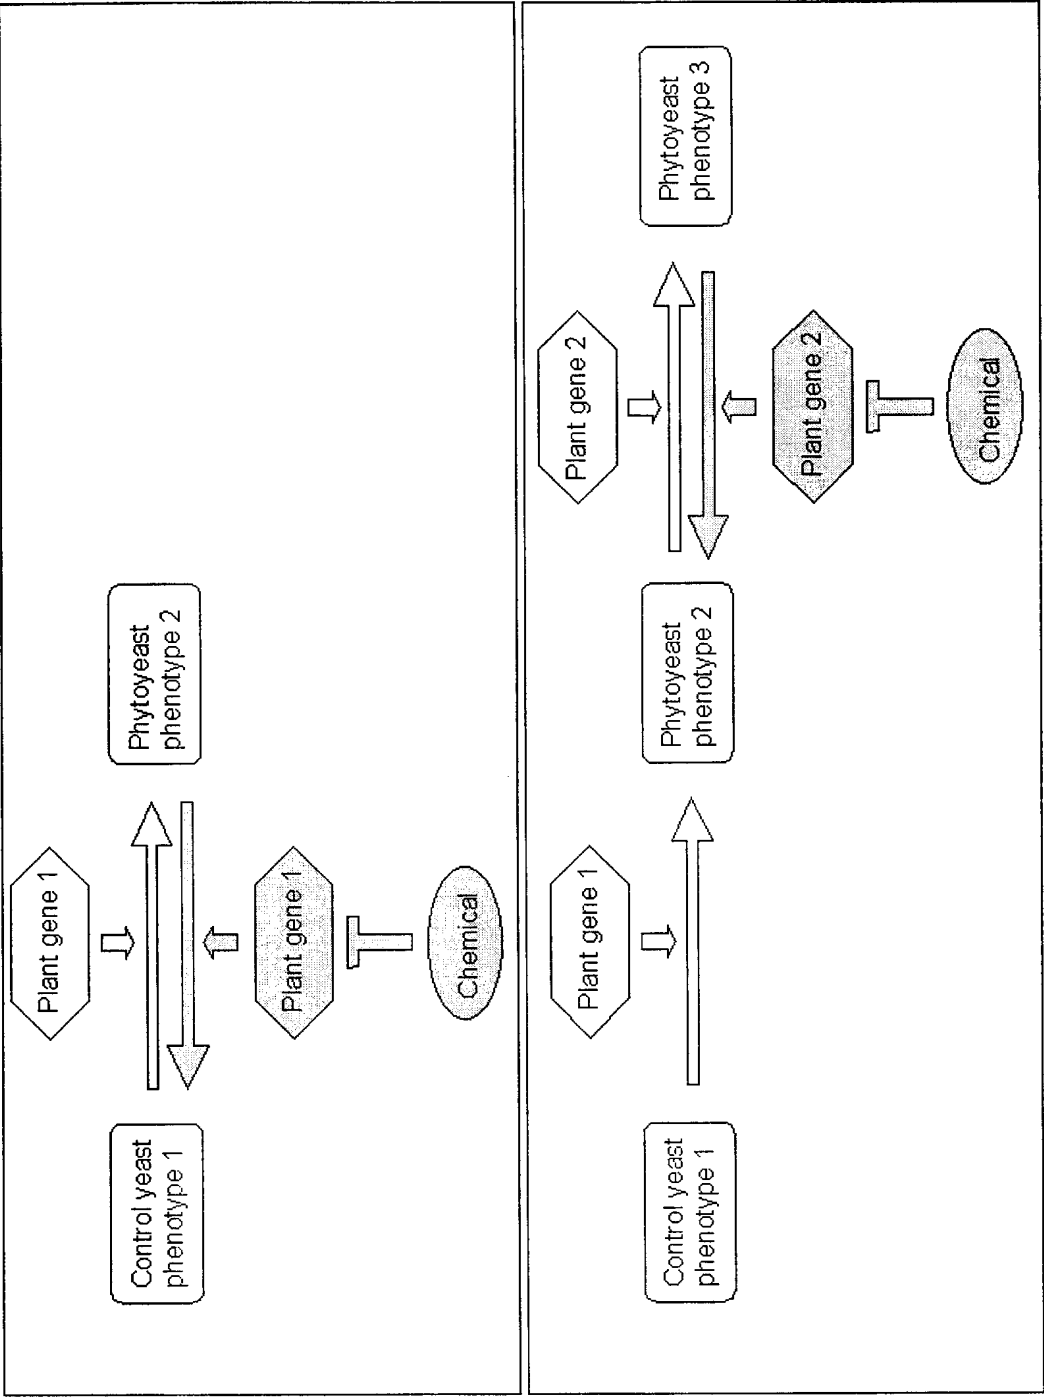 Plant gene 1
Control yeast
phenotype 1
Phytoyeast
phenotype 2
Plant gene 1
Chemical
Plant gene 1
Plant gene 2
Control yeast
phenotype 1
Phytoyeast
phenotype 2
Phytoyeast
phenotype 3
Plant gene 2
Chemical